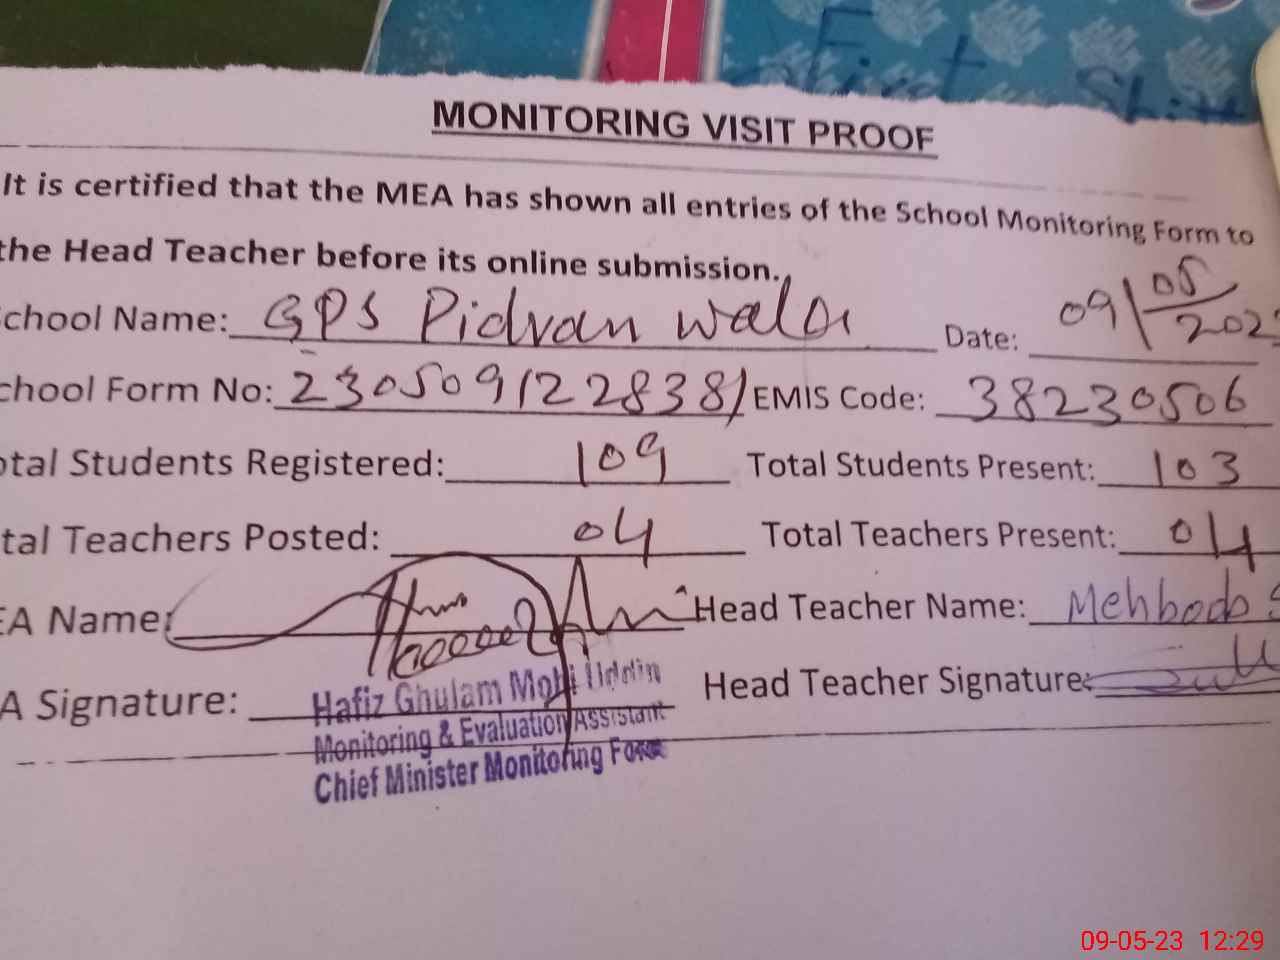 First Shift
MONITORING VISIT PROOF
It is certified that the MEA has shown all entries of the School Monitoring Form to
the Head Teacher before its online submission.
chool Name: GPS Pidran wala Date: 09/05/202
chool Form No: 230509122838 EMIS Code: 38230506
otal Students Registered: 109 Total Students Present: 103
tal Teachers Posted: 04 Total Teachers Present: 04
EA Name: Head Teacher Name: Mehboob S
A Signature: Head Teacher Signature:
Hafiz Ghulam Mohi Uddin
Monitoring & Evaluation Assistant
Chief Minister Monitoring Force
09-05-23 12:29